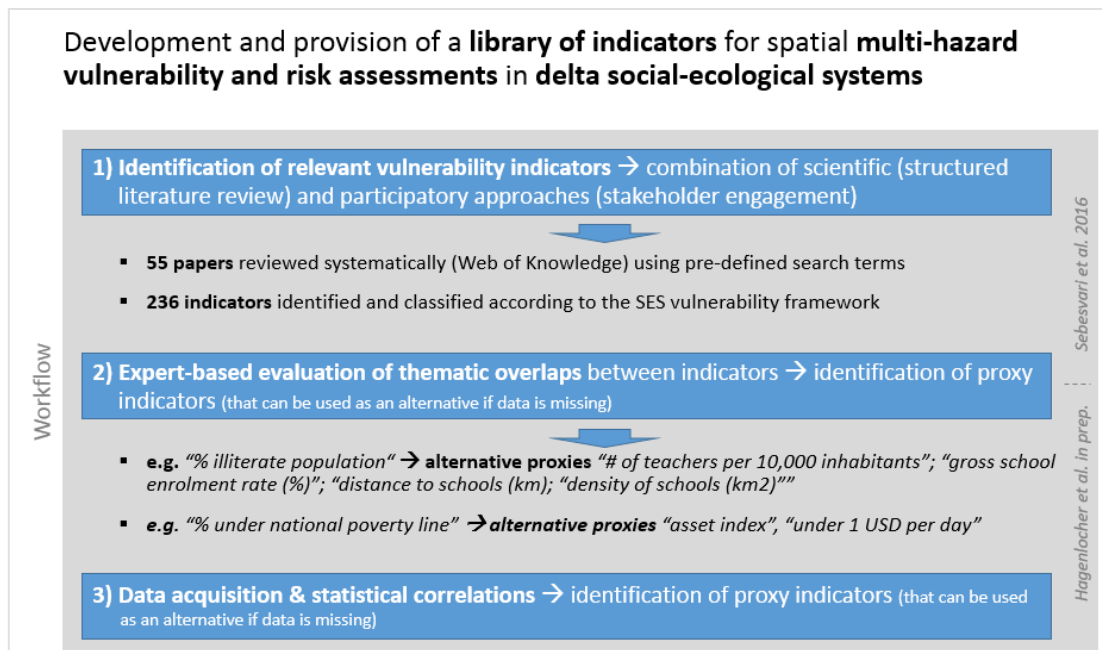 Development and provision of a library of indicators for spatial multi-hazard
vulnerability and risk assessments in delta social-ecological systems
1) Identification of relevant vulnerability indicators → combination of scientific (structured
literature review) and participatory approaches (stakeholder engagement)
▪ 55 papers reviewed systematically (Web of Knowledge) using pre-defined search terms
▪ 236 indicators identified and classified according to the SES vulnerability framework
Sebesvari et al. 2016
Workflow
2) Expert-based evaluation of thematic overlaps between indicators → identification of proxy
indicators (that can be used as an alternative if data is missing)
▪ e.g. “% illiterate population“ → alternative proxies “# of teachers per 10,000 inhabitants”; “gross school
enrolment rate (%)”; “distance to schools (km); “density of schools (km2)””
▪ e.g. “% under national poverty line” → alternative proxies “asset index”, “under 1 USD per day”
Hagenlocher et al. in prep.
3) Data acquisition & statistical correlations → identification of proxy indicators (that can be used
as an alternative if data is missing)